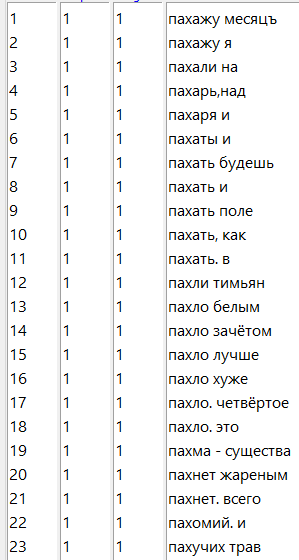 1 1 1 пахажу месяцъ
2 1 1 пахажу я
3 1 1 пахали на
4 1 1 пахарь,над
5 1 1 пахаря и
6 1 1 пахаты и
7 1 1 пахать будешь
8 1 1 пахать и
9 1 1 пахать поле
10 1 1 пахать, как
11 1 1 пахать. в
12 1 1 пахли тимьян
13 1 1 пахло белым
14 1 1 пахло зачётом
15 1 1 пахло лучше
16 1 1 пахло хуже
17 1 1 пахло. четвёртое
18 1 1 пахло. это
19 1 1 пахма - существа
20 1 1 пахнет жареным
21 1 1 пахнет. всего
22 1 1 пахомий. и
23 1 1 пахучих трав